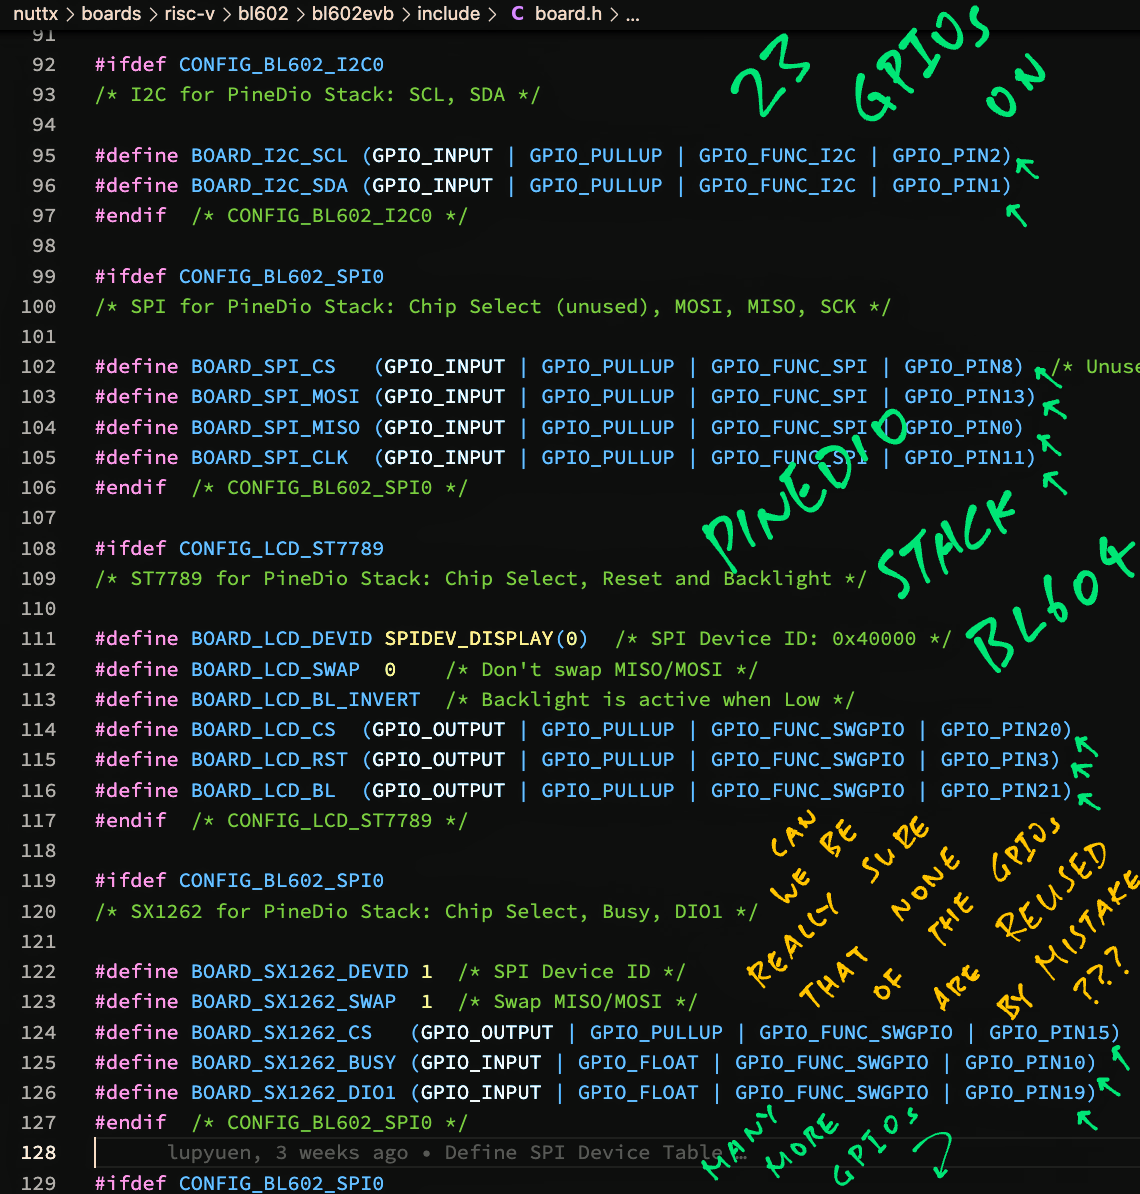 nuttx > boards > risc-v > bl602 > bl602evb > include > C board.h > ...
91
92 #ifdef CONFIG_BL602_I2C0
93 /* I2C for PineDio Stack: SCL, SDA */
94
95 #define BOARD_I2C_SCL (GPIO_INPUT | GPIO_PULLUP | GPIO_FUNC_I2C | GPIO_PIN2)
96 #define BOARD_I2C_SDA (GPIO_INPUT | GPIO_PULLUP | GPIO_FUNC_I2C | GPIO_PIN1)
97 #endif  /* CONFIG_BL602_I2C0 */
98
99 #ifdef CONFIG_BL602_SPI0
100 /* SPI for PineDio Stack: Chip Select (unused), MOSI, MISO, SCK */
101
102 #define BOARD_SPI_CS   (GPIO_INPUT | GPIO_PULLUP | GPIO_FUNC_SPI | GPIO_PIN8)  /* Unuse
103 #define BOARD_SPI_MOSI (GPIO_INPUT | GPIO_PULLUP | GPIO_FUNC_SPI | GPIO_PIN13)
104 #define BOARD_SPI_MISO (GPIO_INPUT | GPIO_PULLUP | GPIO_FUNC_SPI | GPIO_PIN0)
105 #define BOARD_SPI_CLK  (GPIO_INPUT | GPIO_PULLUP | GPIO_FUNC_SPI | GPIO_PIN11)
106 #endif  /* CONFIG_BL602_SPI0 */
107
108 #ifdef CONFIG_LCD_ST7789
109 /* ST7789 for PineDio Stack: Chip Select, Reset and Backlight */
110
111 #define BOARD_LCD_DEVID SPIDEV_DISPLAY(0)  /* SPI Device ID: 0x40000 */
112 #define BOARD_LCD_SWAP  0    /* Don't swap MISO/MOSI */
113 #define BOARD_LCD_BL_INVERT  /* Backlight is active when Low */
114 #define BOARD_LCD_CS  (GPIO_OUTPUT | GPIO_PULLUP | GPIO_FUNC_SWGPIO | GPIO_PIN20)
115 #define BOARD_LCD_RST (GPIO_OUTPUT | GPIO_PULLUP | GPIO_FUNC_SWGPIO | GPIO_PIN3)
116 #define BOARD_LCD_BL  (GPIO_OUTPUT | GPIO_PULLUP | GPIO_FUNC_SWGPIO | GPIO_PIN21)
117 #endif  /* CONFIG_LCD_ST7789 */
118
119 #ifdef CONFIG_BL602_SPI0
120 /* SX1262 for PineDio Stack: Chip Select, Busy, DIO1 */
121
122 #define BOARD_SX1262_DEVID 1  /* SPI Device ID */
123 #define BOARD_SX1262_SWAP  1  /* Swap MISO/MOSI */
124 #define BOARD_SX1262_CS   (GPIO_OUTPUT | GPIO_PULLUP | GPIO_FUNC_SWGPIO | GPIO_PIN15)
125 #define BOARD_SX1262_BUSY (GPIO_INPUT | GPIO_FLOAT | GPIO_FUNC_SWGPIO | GPIO_PIN10)
126 #define BOARD_SX1262_DIO1 (GPIO_INPUT | GPIO_FLOAT | GPIO_FUNC_SWGPIO | GPIO_PIN19)
127 #endif  /* CONFIG_BL602_SPI0 */
128 lupyuen, 3 weeks ago • Define SPI Device Table …
129 #ifdef CONFIG_BL602_SPI0
23 GPIOS ON
PINEDIO
STACK
BL604
CAN
WE BE
REALLY SURE
THAT NONE
OF THE GPIOS
ARE REUSED
BY MISTAKE
???
MANY MORE GPIOS